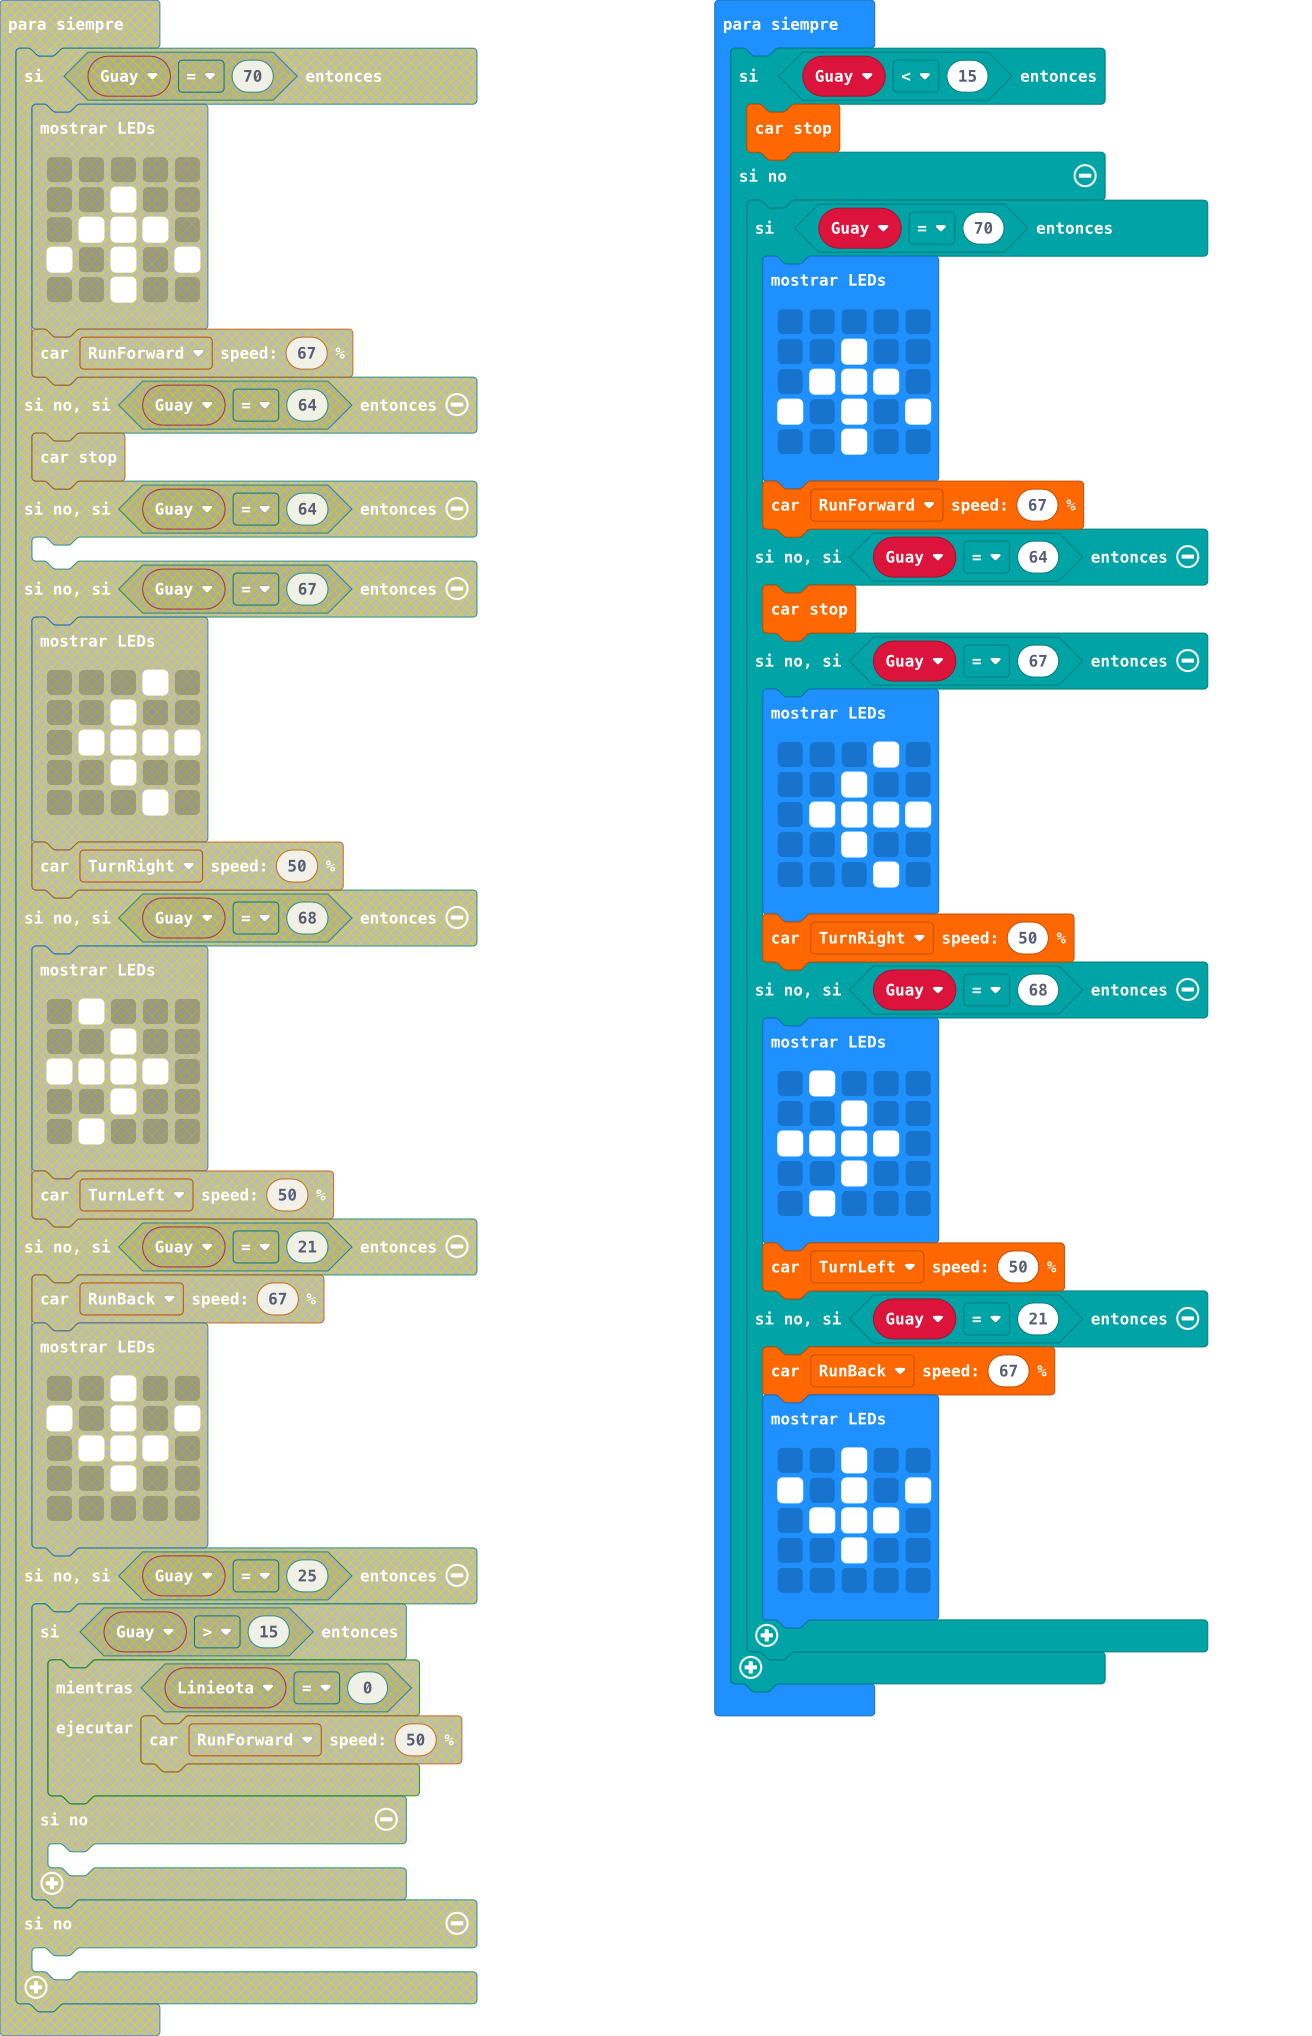 para siempre
si Guay = 70 entonces
mostrar LEDs
car RunForward speed: 67 %
si no, si Guay = 64 entonces
car stop
si no, si Guay = 64 entonces
si no, si Guay = 67 entonces
mostrar LEDs
car TurnRight speed: 50 %
si no, si Guay = 68 entonces
mostrar LEDs
car TurnLeft speed: 50 %
si no, si Guay = 21 entonces
car RunBack speed: 67 %
mostrar LEDs
si no, si Guay = 25 entonces
si Guay > 15 entonces
mientras Linieota = 0
ejecutar car RunForward speed: 50 %
si no
si no
para siempre
si Guay < 15 entonces
car stop
si no
si Guay = 70 entonces
mostrar LEDs
car RunForward speed: 67 %
si no, si Guay = 64 entonces
car stop
si no, si Guay = 67 entonces
mostrar LEDs
car TurnRight speed: 50 %
si no, si Guay = 68 entonces
mostrar LEDs
car TurnLeft speed: 50 %
si no, si Guay = 21 entonces
car RunBack speed: 67 %
mostrar LEDs